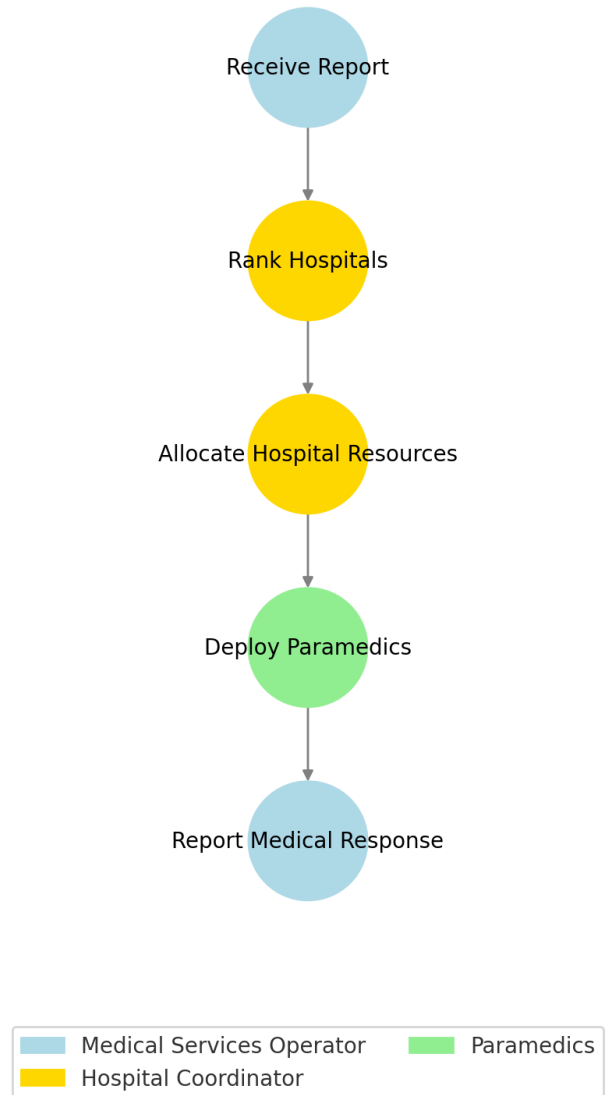 Receive Report
Rank Hospitals
Allocate Hospital Resources
Deploy Paramedics
Report Medical Response
Medical Services Operator
Hospital Coordinator
Paramedics